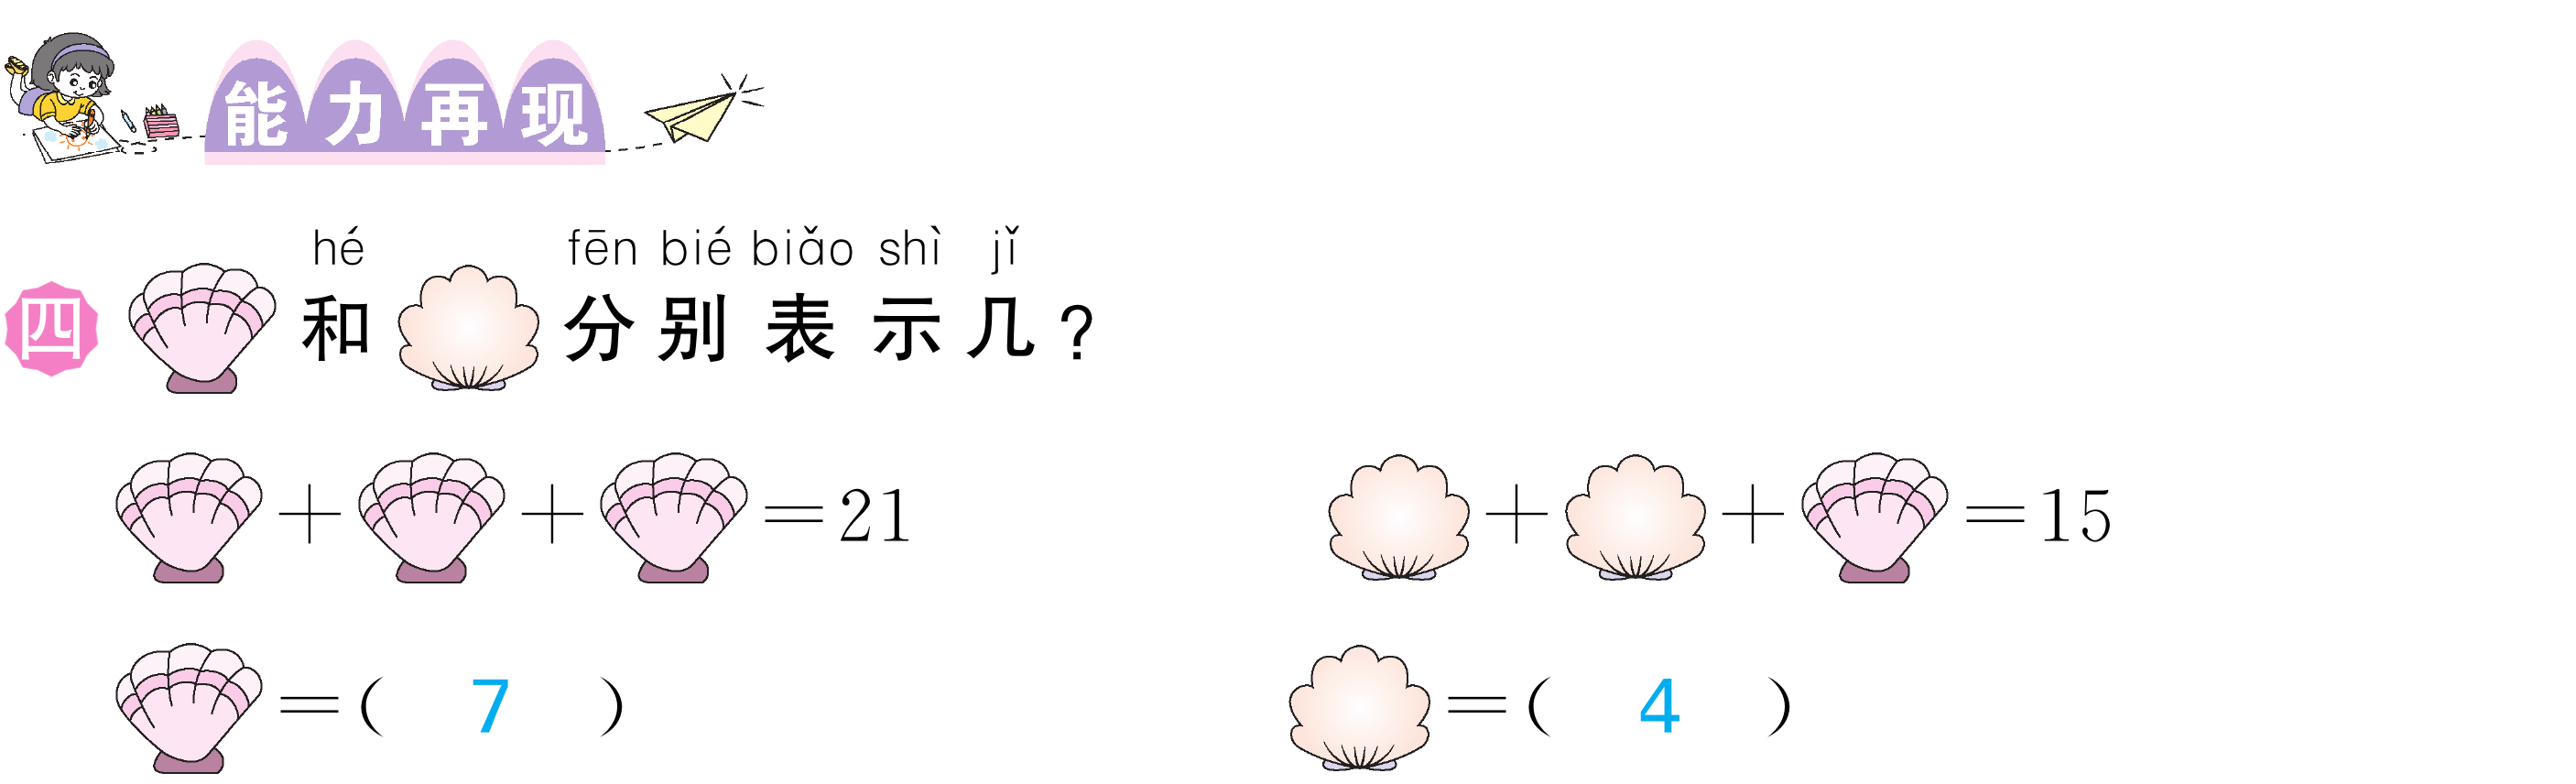 能力再现
hé fēn bié biǎo shì jǐ
四 和 分别表示几?
+ + =21 + + =15
=( 7 ) =( 4 )